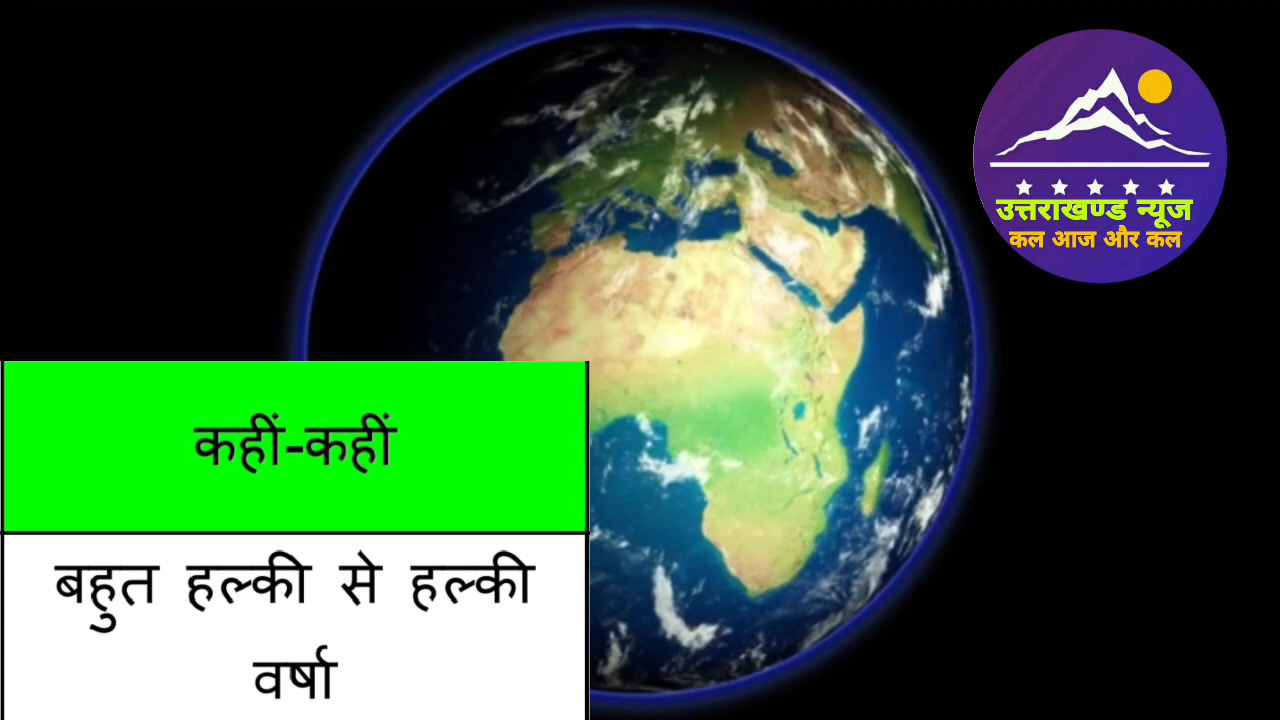 उत्तराखण्ड न्यूज
कल आज और कल
कहीं-कहीं
बहुत हल्की से हल्की
वर्षा